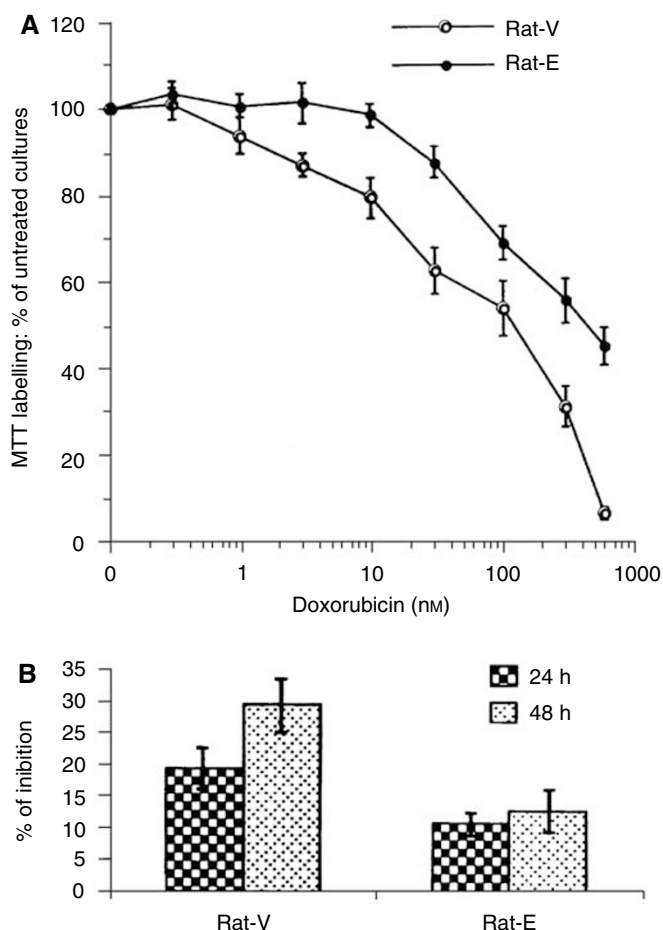 A
120
100
80
60
40
20
0
MTT labelling: % of untreated cultures
Rat-V
Rat-E
0 1 10 100 1000
Doxorubicin (nM)
B
35
30
25
20
15
10
5
0
% of inibition
24 h
48 h
Rat-V Rat-E